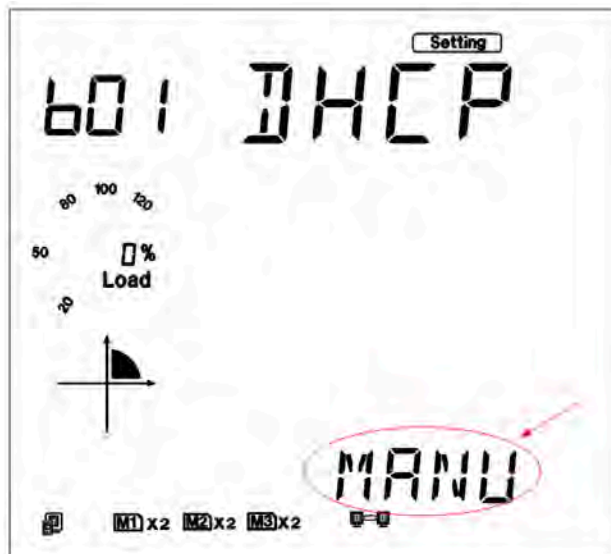 Setting
b01 DHCP
80 100 120
50 0%
Load
20
MANU
M1 X2 M2 X2 M3 X2